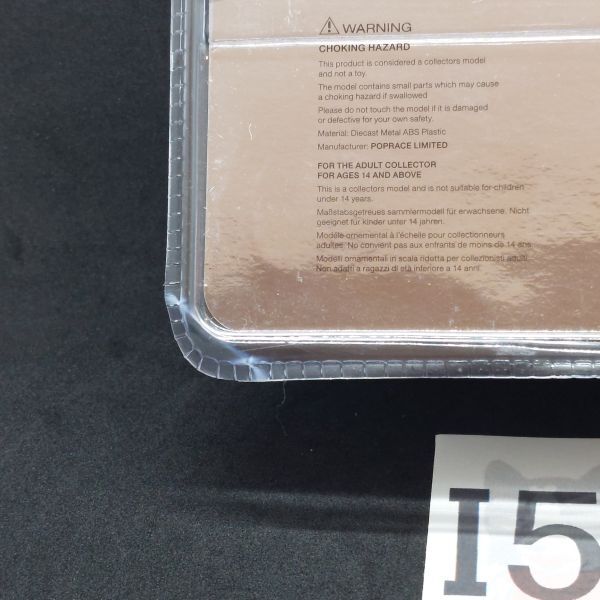 ⚠ WARNING
CHOKING HAZARD
This product is considered a collectors model
and not a toy.
The model contains small parts which may cause
a choking hazard if swallowed
Please do not touch the model if it is damaged
or defective for your own safety.
Material: Diecast Metal ABS Plastic
Manufacturer: POPRACE LIMITED
FOR THE ADULT COLLECTOR
FOR AGES 14 AND ABOVE
This is a collectors model and is not suitable for children
under 14 years.
Maßstabsgetreues sammlermodell für erwachsene. Nicht
geeignet für kinder unter 14 jahren.
Modèle ornemental à l'échelle pour collectionneurs
adultes. No convient pas aux enfrants de moins de 14 ans
Modelli ornamentali in scala ridetta per collezionisti adulti
Non adatti a ragazzi di età inferiore a 14 anni
I5